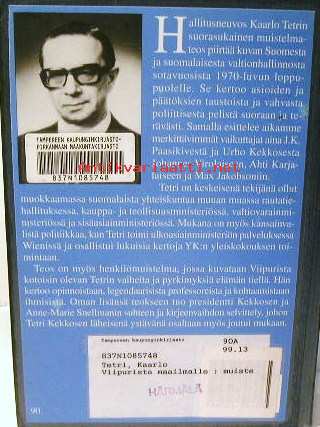 Hallitusneuvos Kaarlo Tetrin
suorasukainen muistelma-
teos piirtää kuvan Suomesta
ja suomalaisesta valtionhallinnosta
sotavuosista 1970-luvun loppu-
puolelle. Se kertoo asioiden ja
päätöksien taustoista ja vahvasta
poliittisesta pelistä suoraan ja te-
rävästi. Samalla esittelee aikamme
merkittävimmät vaikuttajat aina J.K.
Paasikivestä ja Urho Kekkosesta
Johannes Virolaiseen, Ahti Karja-
laiseen ja Max Jakobsoniin.
Tetri on keskeisenä tekijänä ollut
muokkaamassa suomalaista yhteiskuntaa muun muassa rautatie-
hallituksessa, kauppa- ja teollisuusministeriössä, valtiovarainmi-
nisteriössä ja sisäasiainministeriössä. Mukana on myös kansainvä-
listä politiikkaa, kun Tetri toimi ulkoasiainministeriön palveluksessa
Wienissä ja osallistui lukuisia kertoja YK:n yleiskokouksen toi-
mintaan.
Teos on myös henkilömuistelma, jossa kuvataan Viipurista
kotoisin olevan Tetrin vaiheita ja pyrkimyksiä elämän tiellä. Hän
kertoo opinnoistaan, legendaarisista professoreista ja kohtaamistaan
ihmisistä. Oman lisänsä teokseen tuo presidentti Kekkosen
ja Anne-Marie Snellmanin suhteen ja kirjeenvaihdon selvittely, johon
Tetri Kekkosen läheisenä ystävänä osaltaan myös joutui mukaan.
TAMPEREEN KAUPUNGINKIRJASTO-
PIRKANMAAN MAAKUNTAKIRJASTO
837N1085748
Tampereen kaupunginkirjasto
90A
99.13
837N1085748
Tetri, Kaarlo
Viipurista maailmalle : muiste
HÄRMÄLÄ
90.